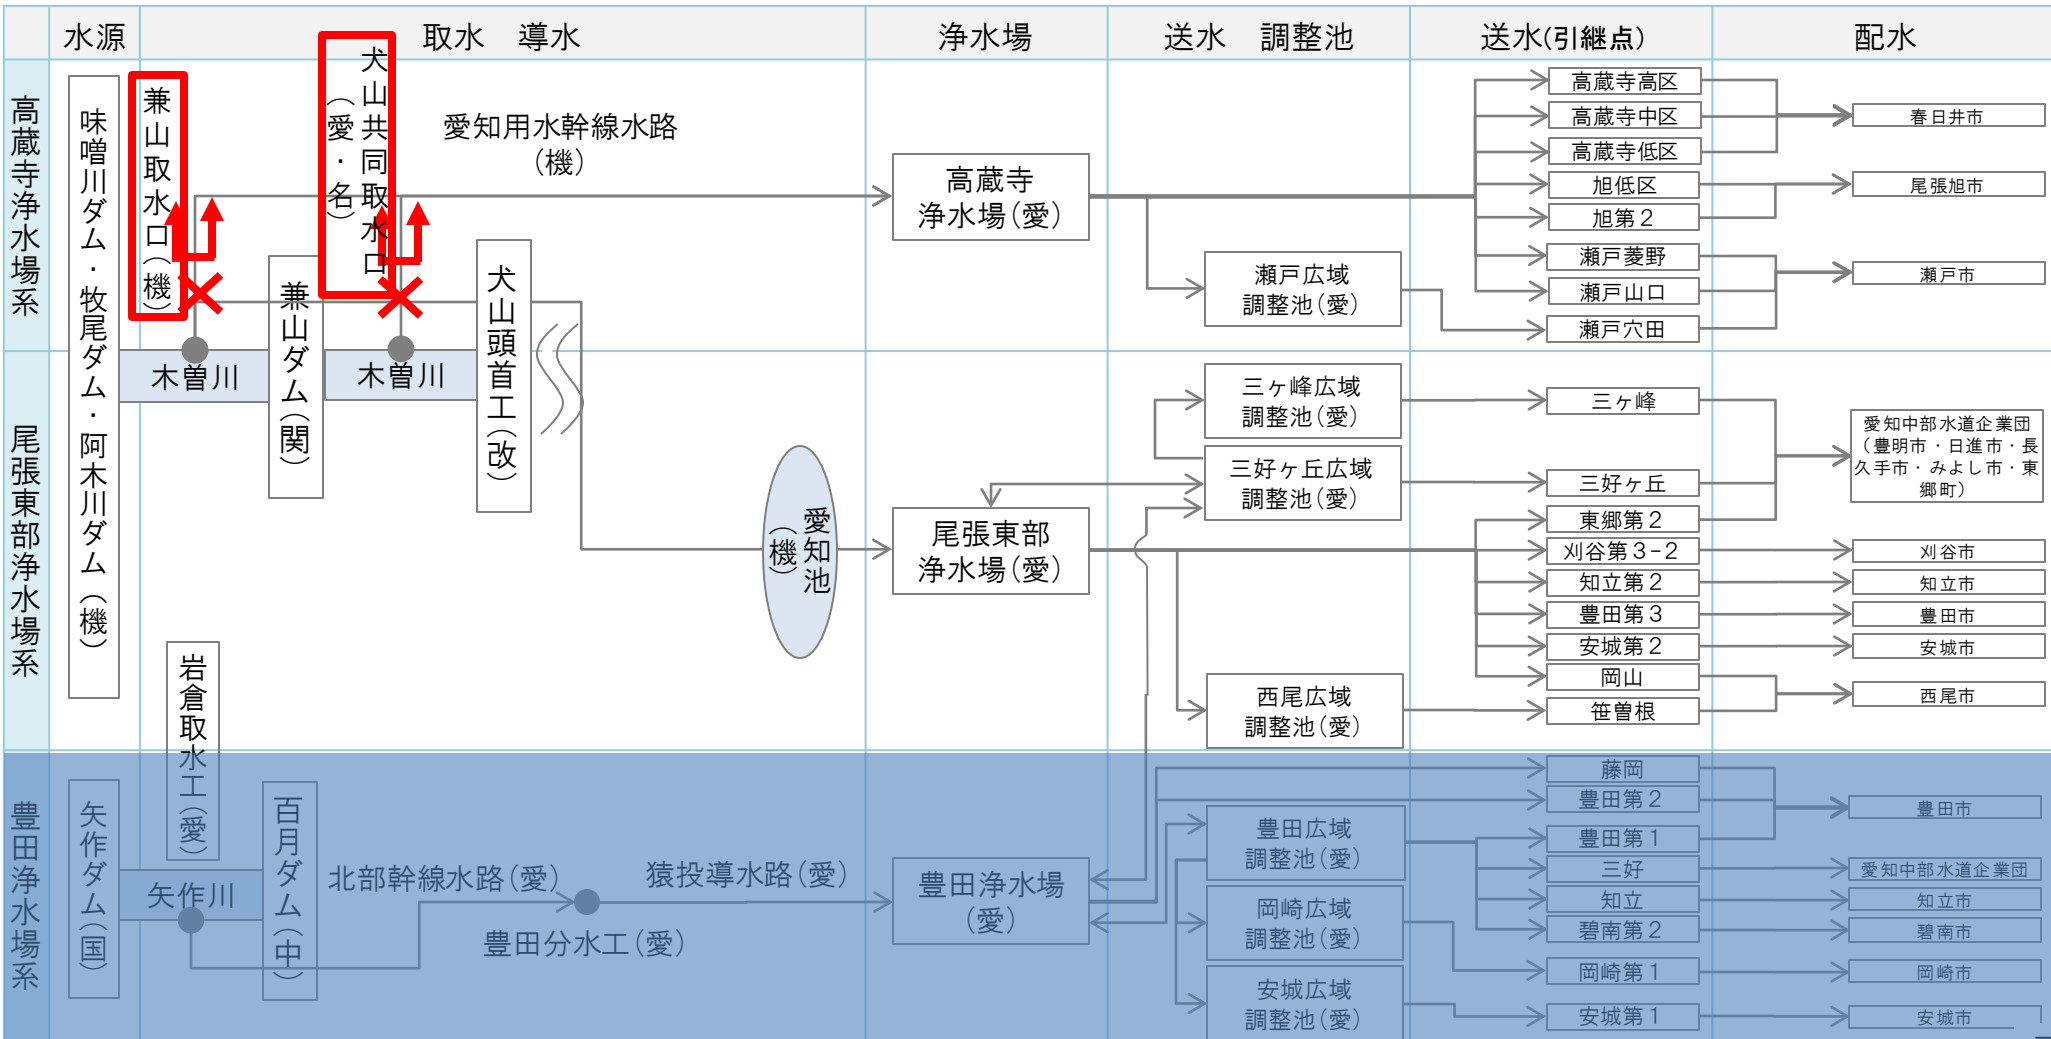 水源
取水　導水
浄水場
送水　調整池
送水(引継点)
配水
高蔵寺浄水場系
味噌川ダム・牧尾ダム・阿木川ダム（機）
兼山取水口（機）
犬山共同取水口
（愛・名）
愛知用水幹線水路
（機）
高蔵寺
浄水場（愛）
瀬戸広域
調整池（愛）
高蔵寺高区
高蔵寺中区
高蔵寺低区
旭低区
旭第２
瀬戸菱野
瀬戸山口
瀬戸穴田
春日井市
尾張旭市
瀬戸市
木曽川
兼山ダム（関）
木曽川
犬山頭首工（改）
尾張東部浄水場系
愛知池
（機）
尾張東部
浄水場（愛）
三ヶ峰広域
調整池（愛）
三好ヶ丘広域
調整池（愛）
西尾広域
調整池（愛）
三ヶ峰
三好ヶ丘
東郷第２
刈谷第３-２
知立第２
豊田第３
安城第２
岡山
笹曽根
愛知中部水道企業団
（豊明市・日進市・長
久手市・みよし市・東
郷町）
刈谷市
知立市
豊田市
安城市
西尾市
豊田浄水場系
矢作ダム（国）
岩倉取水工（愛）
矢作川
百月ダム（中）
北部幹線水路（愛）
豊田分水工（愛）
猿投導水路（愛）
豊田浄水場
（愛）
豊田広域
調整池（愛）
岡崎広域
調整池（愛）
安城広域
調整池（愛）
藤岡
豊田第２
豊田第１
三好
知立
碧南第２
岡崎第１
安城第１
豊田市
愛知中部水道企業団
知立市
碧南市
岡崎市
安城市